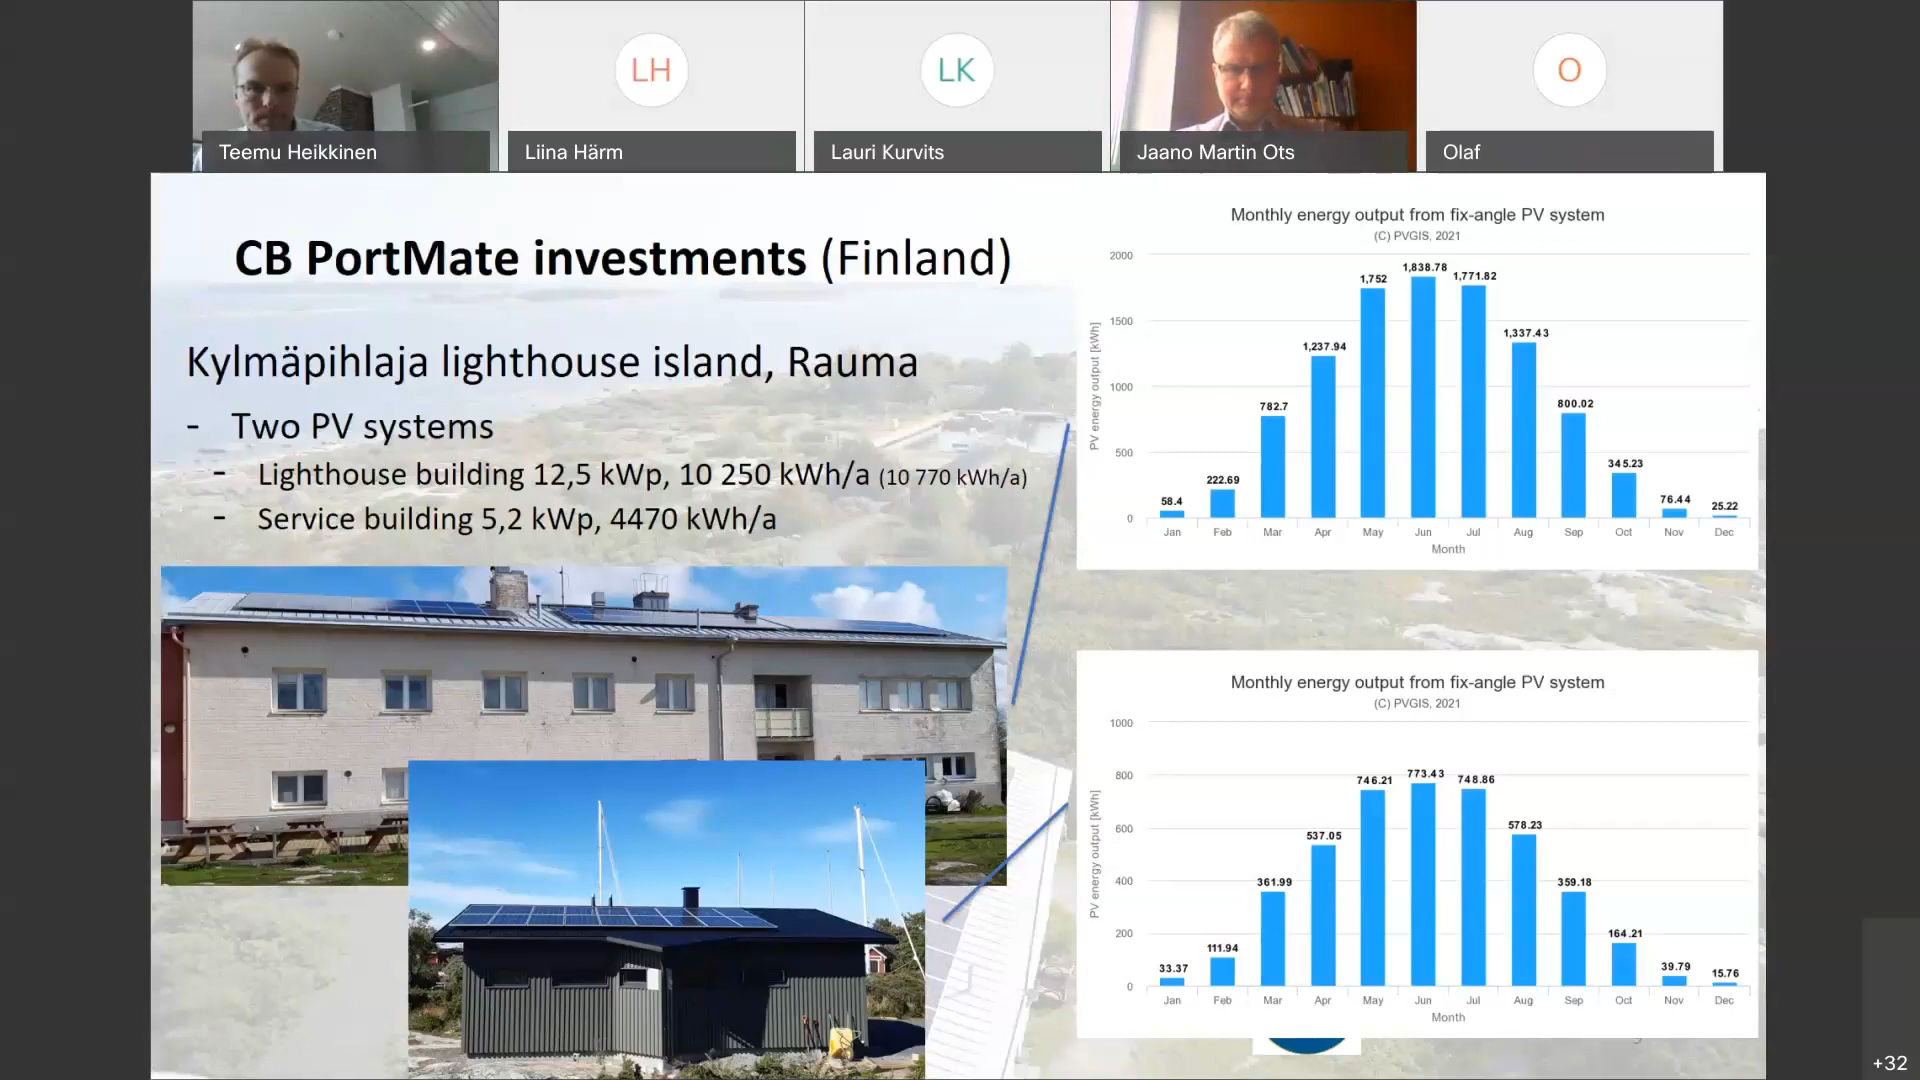 LH
LK
O
Teemu Heikkinen
Liina Härm
Lauri Kurvits
Jaano Martin Ots
Olaf
CB PortMate investments (Finland)
Kylmäpihlaja lighthouse island, Rauma
- Two PV systems
- Lighthouse building 12,5 kWp, 10 250 kWh/a (10 770 kWh/a)
- Service building 5,2 kWp, 4470 kWh/a
Monthly energy output from fix-angle PV system
(C) PVGIS, 2021
PV energy output [kWh]
2000
1500
1000
500
0
58.4
222.69
782.7
1,237.94
1,752
1,838.78
1,771.82
1,337.43
800.02
345.23
76.44
25.22
Jan Feb Mar Apr May Jun Jul Aug Sep Oct Nov Dec
Month
Monthly energy output from fix-angle PV system
(C) PVGIS, 2021
PV energy output [kWh]
1000
800
600
400
200
0
33.37
111.94
361.99
537.05
746.21
773.43
748.86
578.23
359.18
164.21
39.79
15.76
Jan Feb Mar Apr May Jun Jul Aug Sep Oct Nov Dec
Month
+32